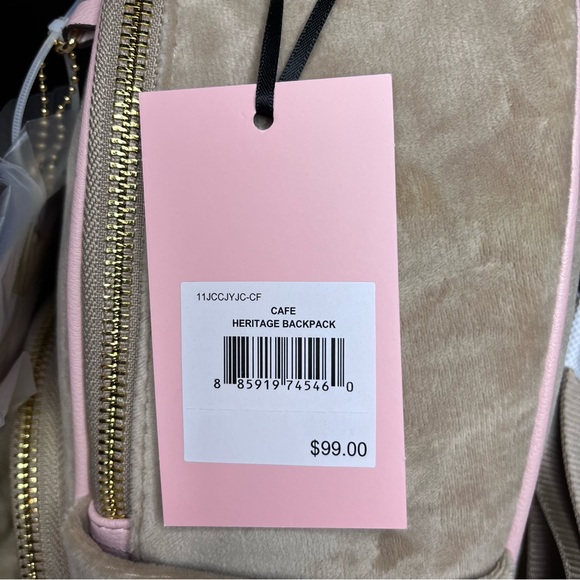 11JCCJYJC-CF
CAFE
HERITAGE BACKPACK
8 85919 74546 0
$99.00